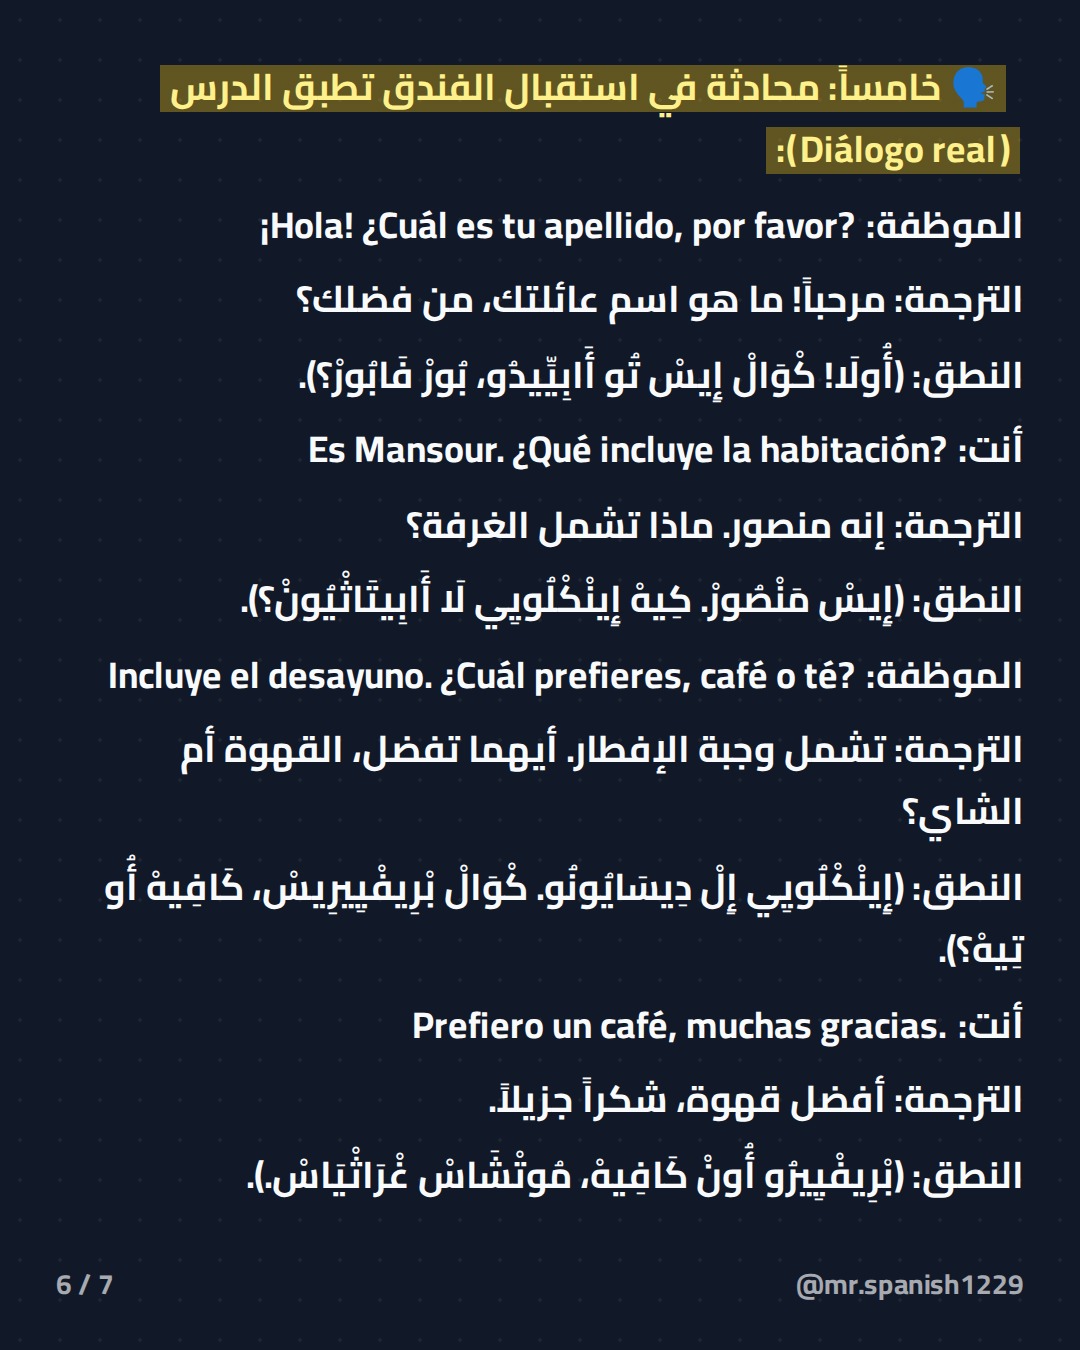 🗣️ خامساً: محادثة في استقبال الفندق تطبق الدرس
(Diálogo real):
الموظفة: ¡Hola! ¿Cuál es tu apellido, por favor?
الترجمة: مرحباً! ما هو اسم عائلتك، من فضلك؟
النطق: (أُولَا! كْوَالْ إِيسْ تُو أَابِيِّيدُو، بُورْ فَابُورْ؟).
أنت: Es Mansour. ¿Qué incluye la habitación?
الترجمة: إنه منصور. ماذا تشمل الغرفة؟
النطق: (إِيسْ مَنْصُورْ. كِيهْ إِينْكْلُويِي لَا أَابِيتَاثْيُونْ؟).
الموظفة: Incluye el desayuno. ¿Cuál prefieres, café o té?
الترجمة: تشمل وجبة الإفطار. أيهما تفضل، القهوة أم
الشاي؟
النطق: (إِينْكْلُويِي إِلْ دِيسَايُونُو. كْوَالْ بْرِيفْيِيرِيسْ، كَافِيهْ أُو
تِيهْ؟).
أنت: Prefiero un café, muchas gracias.
الترجمة: أفضل قهوة، شكراً جزيلاً.
النطق: (بْرِيفْيِيرُو أُونْ كَافِيهْ، مُوتْشَاسْ غْرَاثْيَاسْ.).
6 / 7
@mr.spanish1229